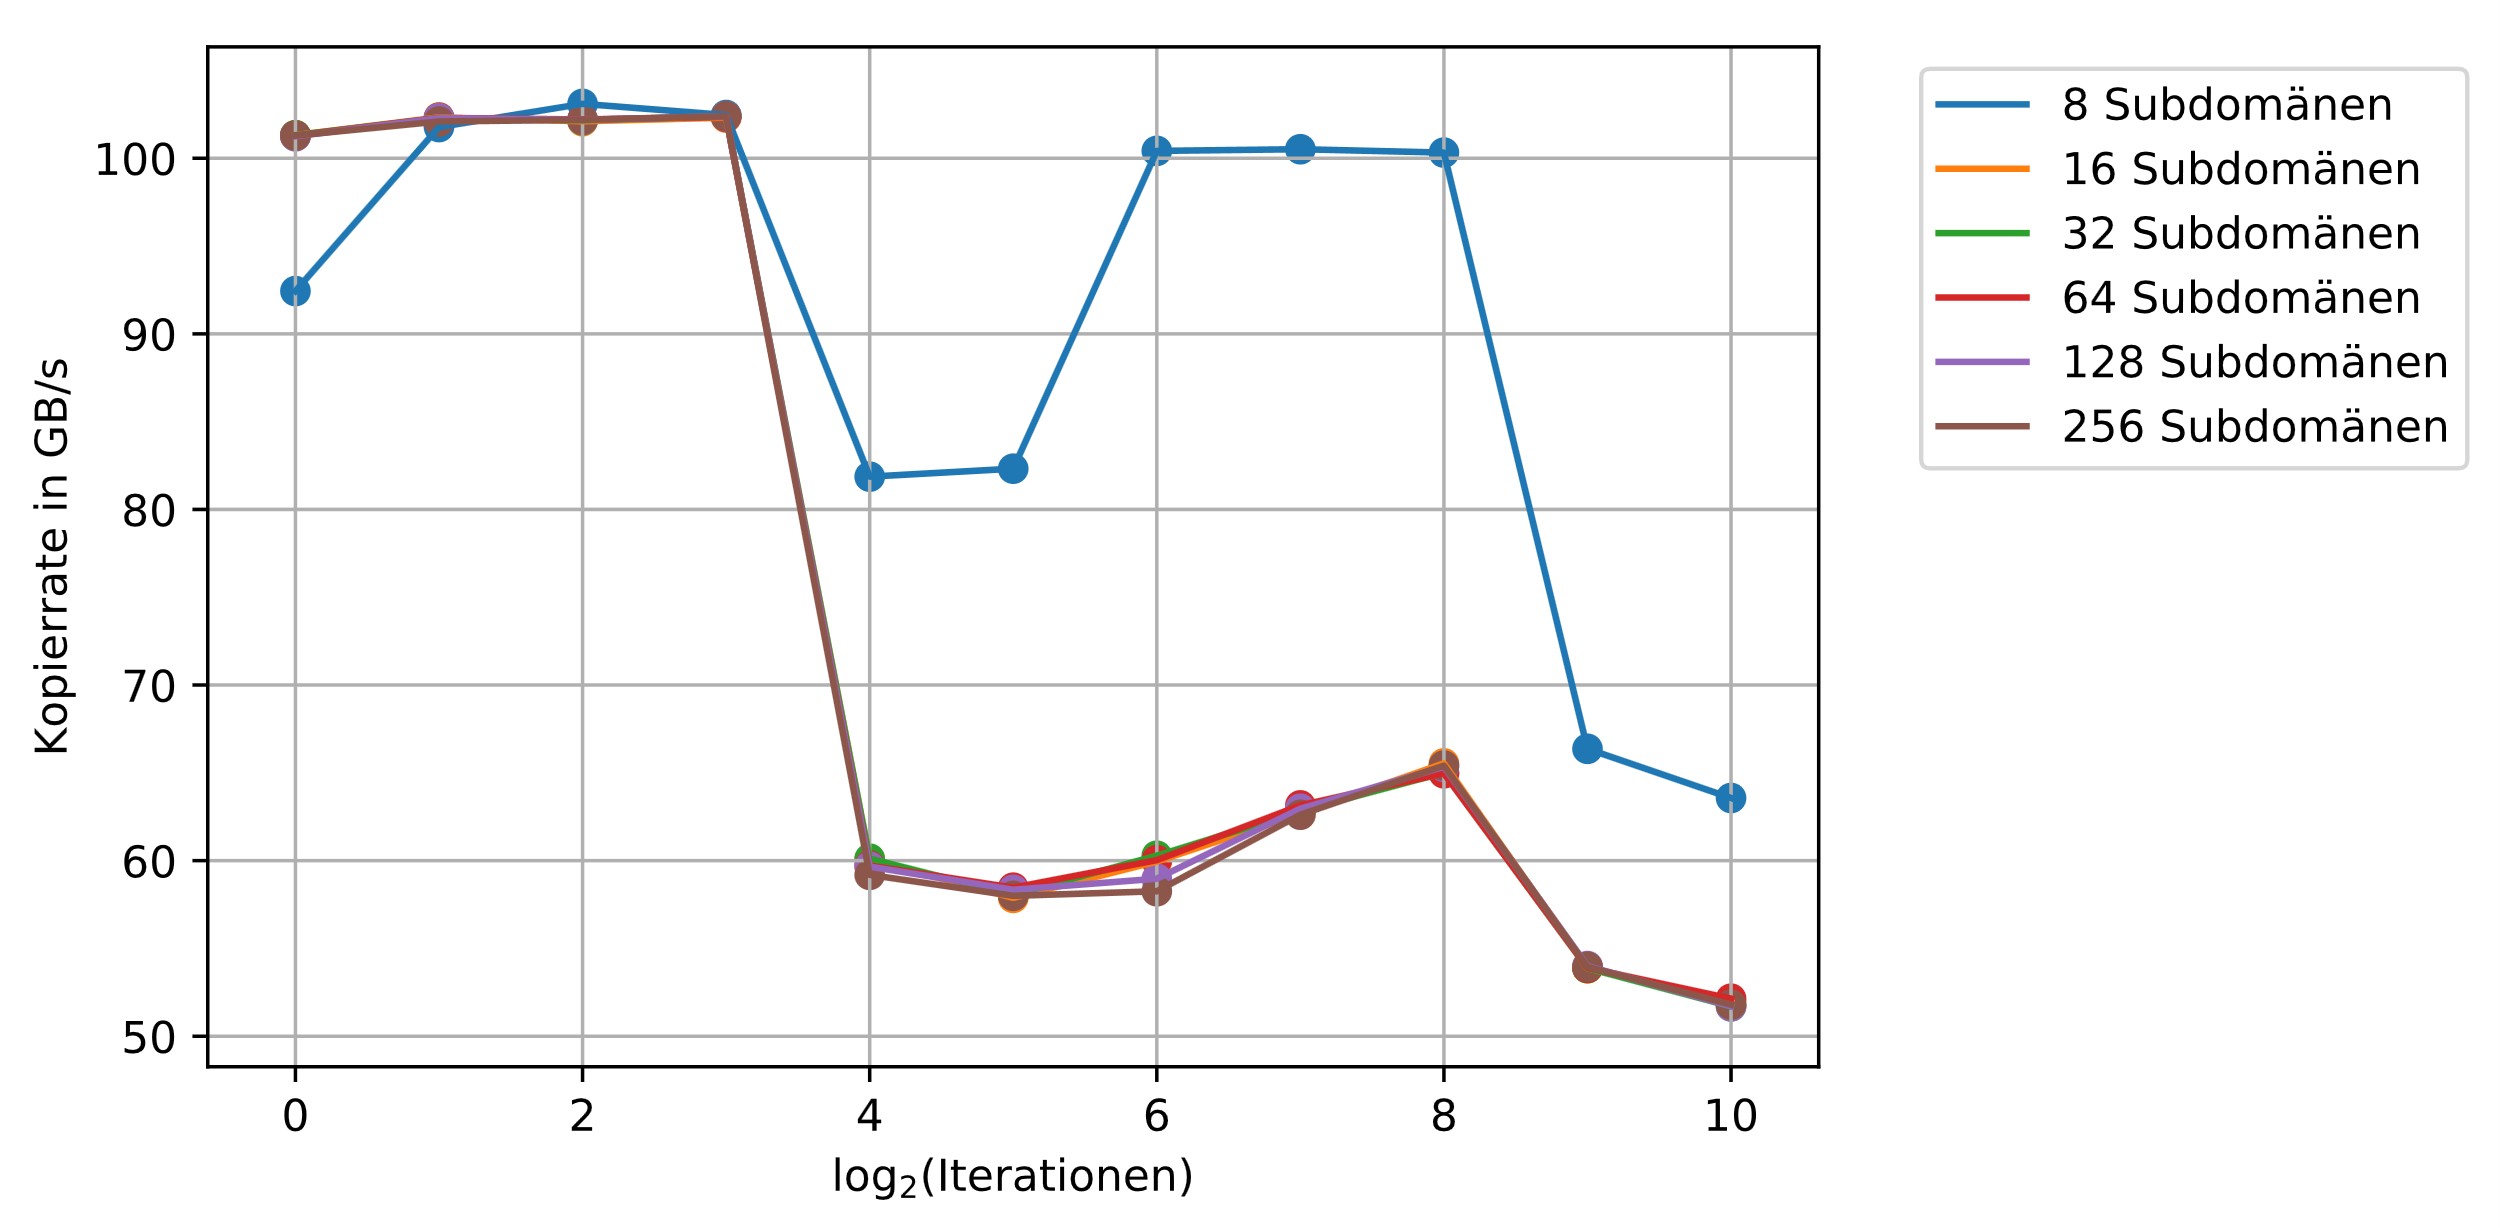 Kopierrate in GB/s
100
90
80
70
60
50
0 2 4 6 8 10
log₂(Iterationen)
8 Subdomänen
16 Subdomänen
32 Subdomänen
64 Subdomänen
128 Subdomänen
256 Subdomänen